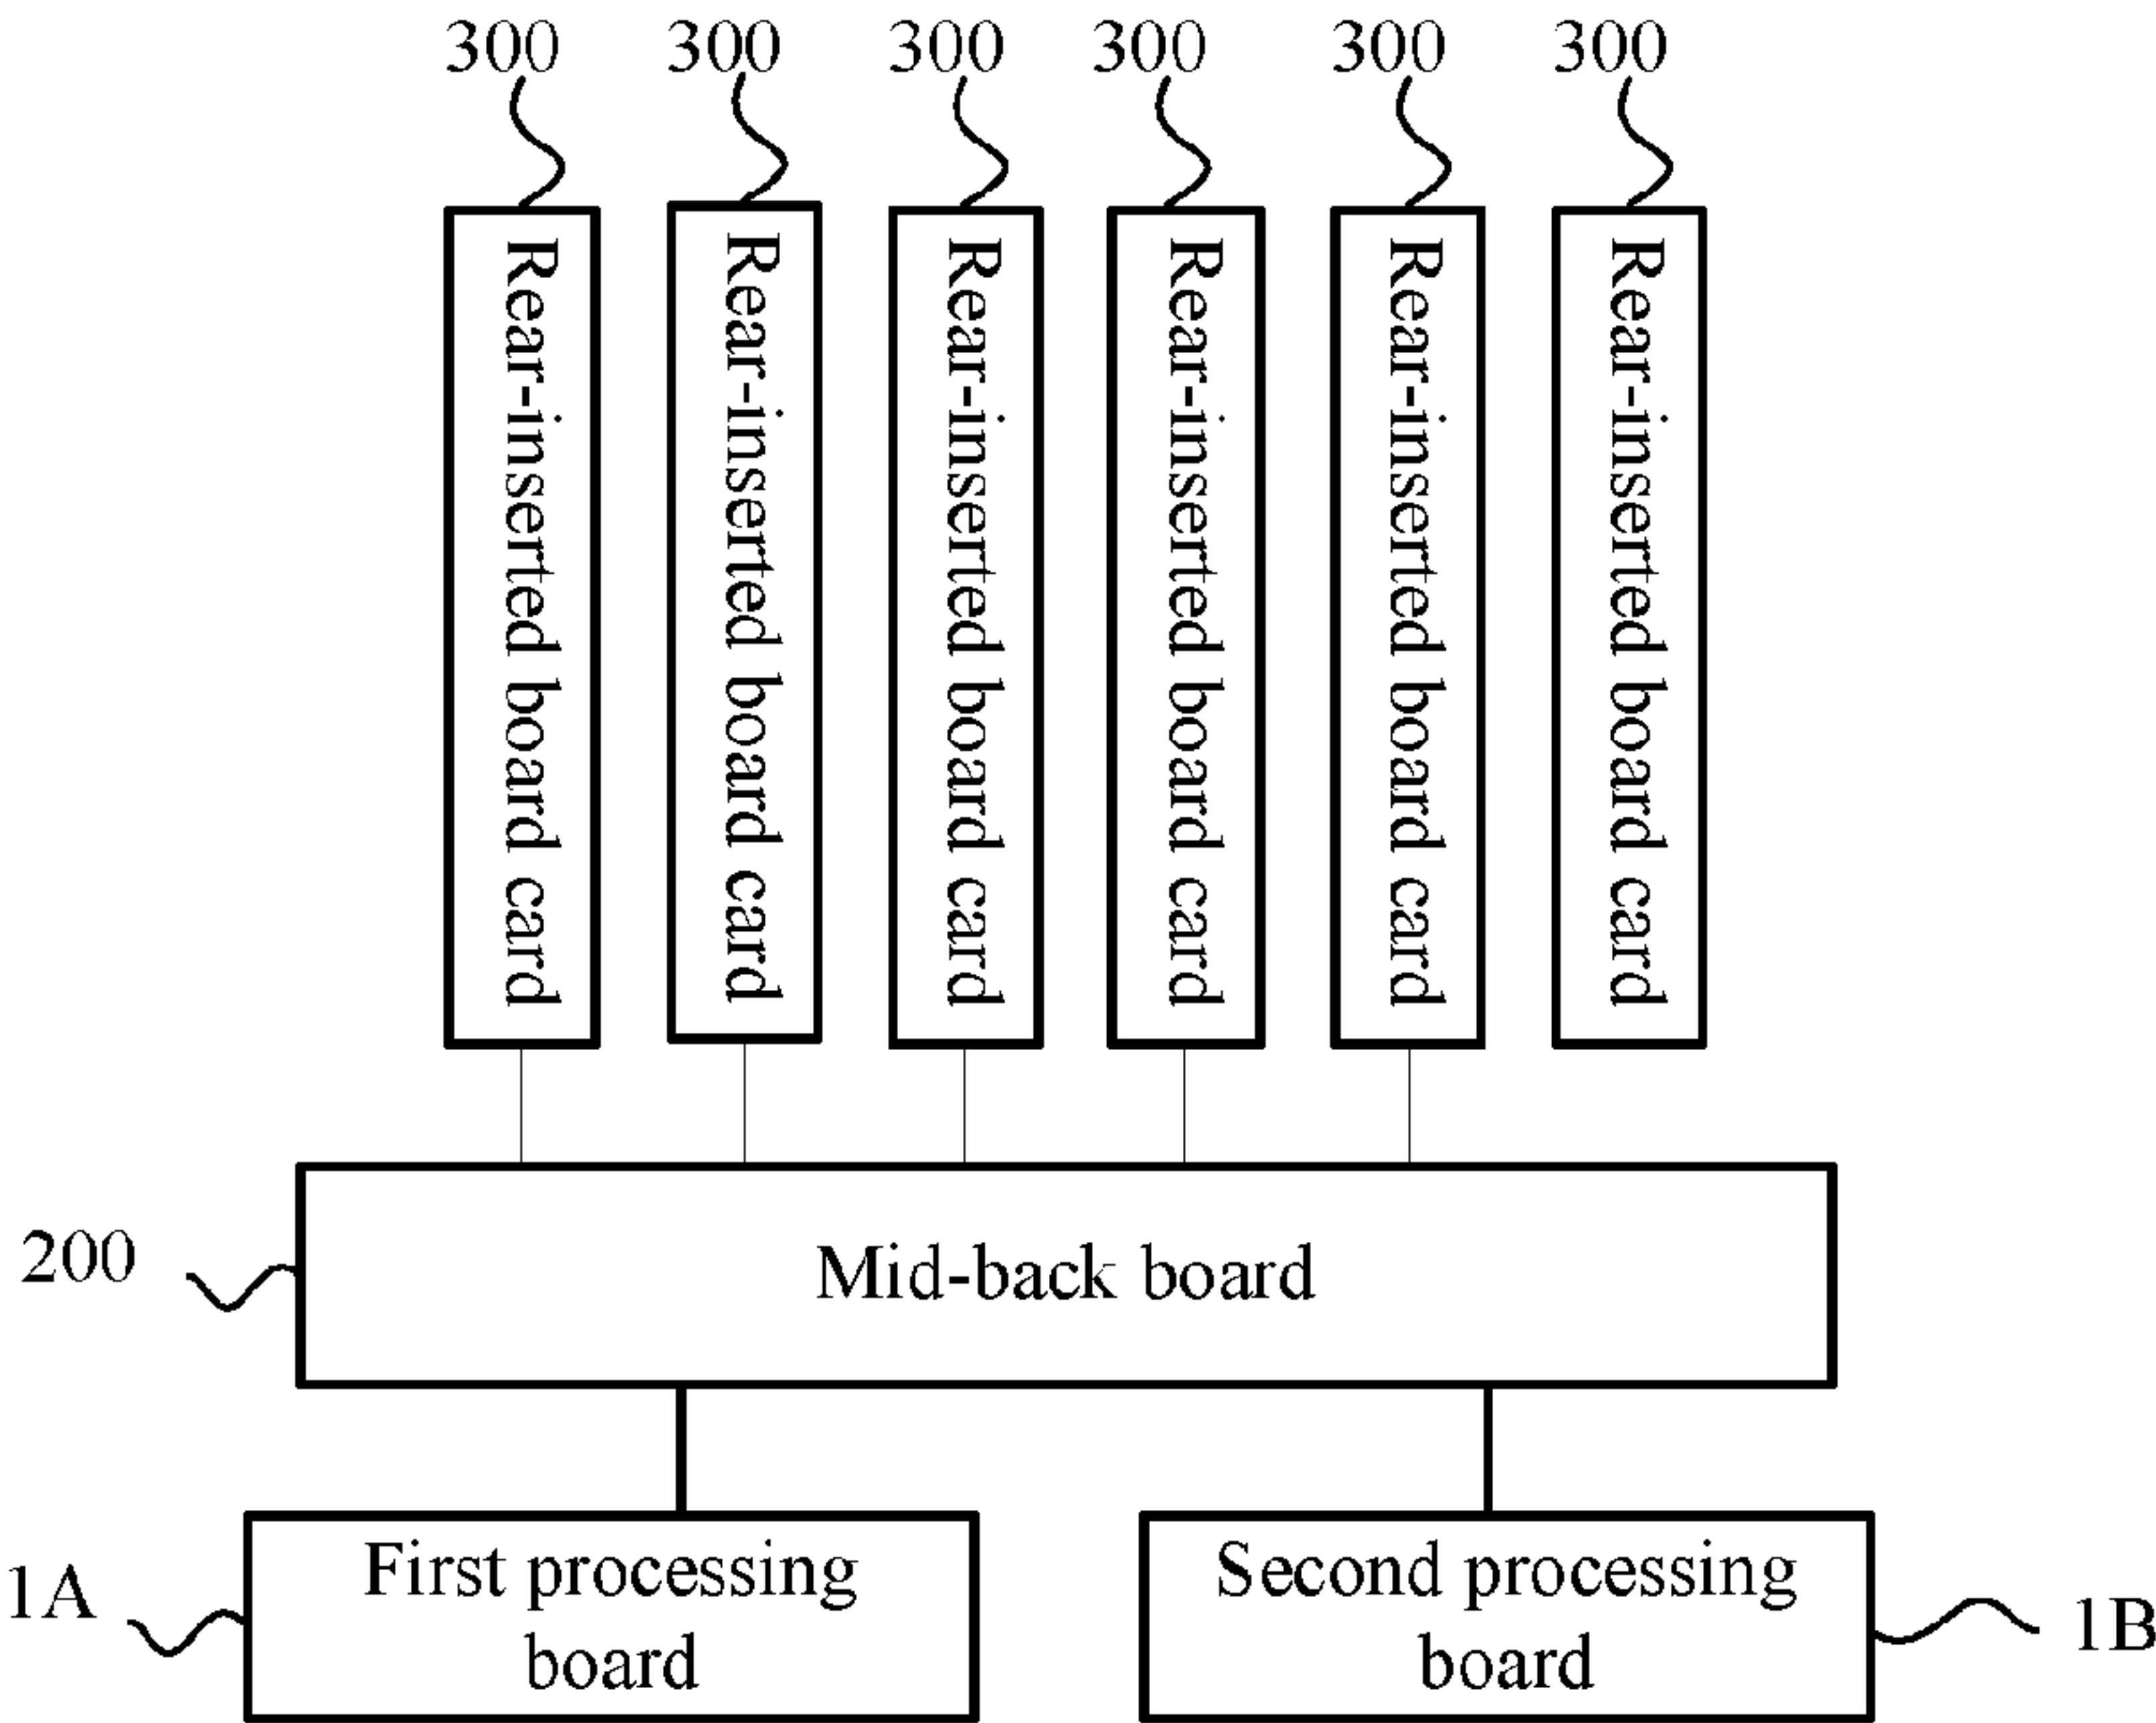 300 300 300 300 300 300
Rear-inserted board card
Rear-inserted board card
Rear-inserted board card
Rear-inserted board card
Rear-inserted board card
Rear-inserted board card
200
Mid-back board
1A
First processing
board
Second processing
board
1B